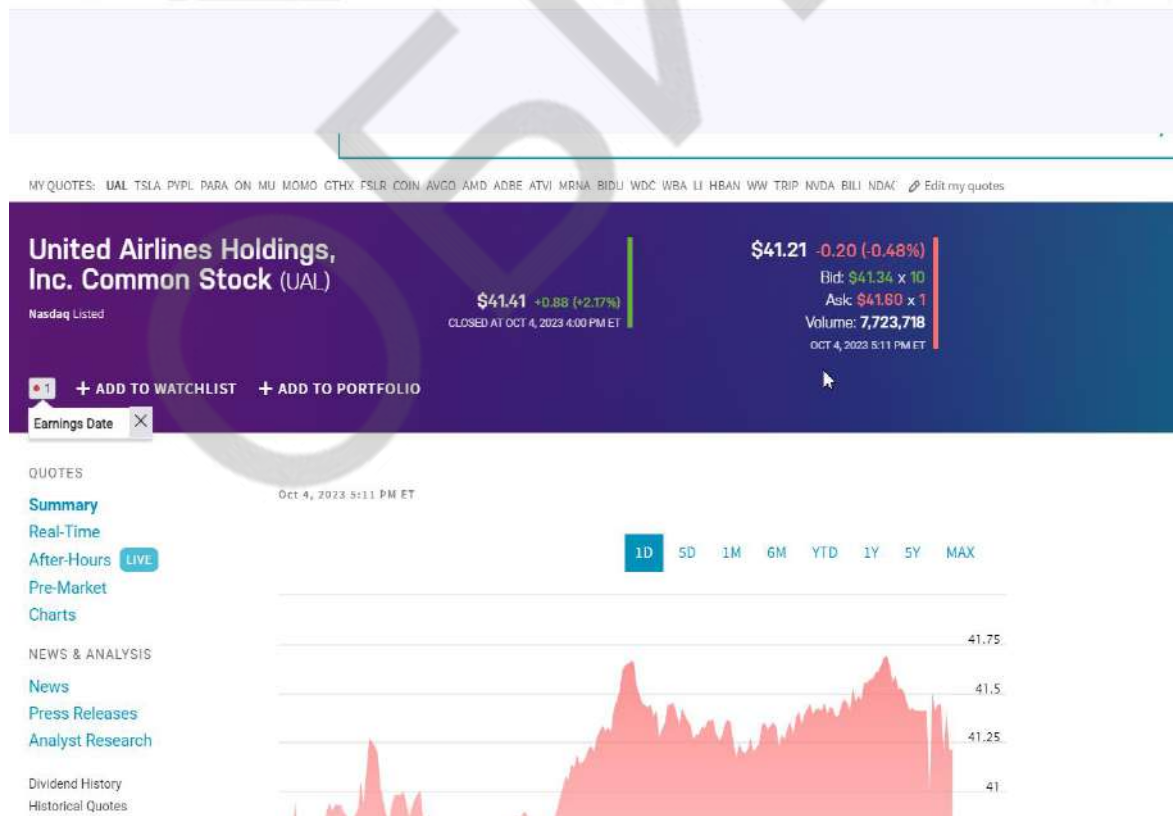 MY QUOTES: UAL TSLA PYPL PARA ON MU MOMO GTHX FSLR COIN AVGO AMD ADBE ATVI MRNA BIDU WDC WBA LI HBAN WW TRIP NVDA BILI Edit my quotes
United Airlines Holdings,
Inc. Common Stock (UAL)
Nasdaq Listed
$41.41 +0.88 (+2.17%)
CLOSED AT OCT 4, 2023 4:00 PM ET
$41.21 -0.20 (-0.48%)
Bid: $41.34 x 10
Ask: $41.60 x 1
Volume: 7,723,718
OCT 4, 2023 5:11 PM ET
1 + ADD TO WATCHLIST + ADD TO PORTFOLIO
Earnings Date
QUOTES
Summary
Real-Time
After-Hours LIVE
Pre-Market
Charts
NEWS & ANALYSIS
News
Press Releases
Analyst Research
Dividend History
Historical Quotes
Oct 4, 2023 5:11 PM ET
1D 5D 1M 6M YTD 1Y 5Y MAX
41.75
41.5
41.25
41